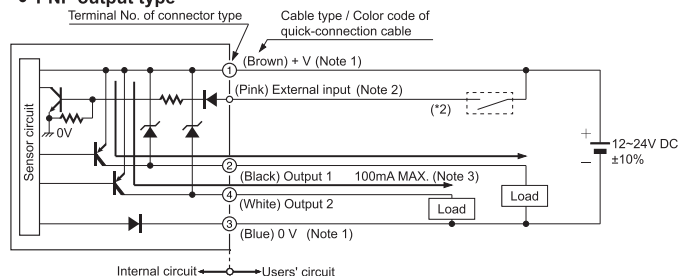 PNP output type
Terminal No. of connector type
Cable type / Color code of
quick-connection cable
1
(Brown) + V (Note 1)
(Pink) External input (Note 2)
(*2)
Sensor circuit
0V
+
−
12~24V DC
±10%
2
(Black) Output 1 100mA MAX. (Note 3)
4
(White) Output 2
Load
Load
3
(Blue) 0 V (Note 1)
Internal circuit
Users' circuit